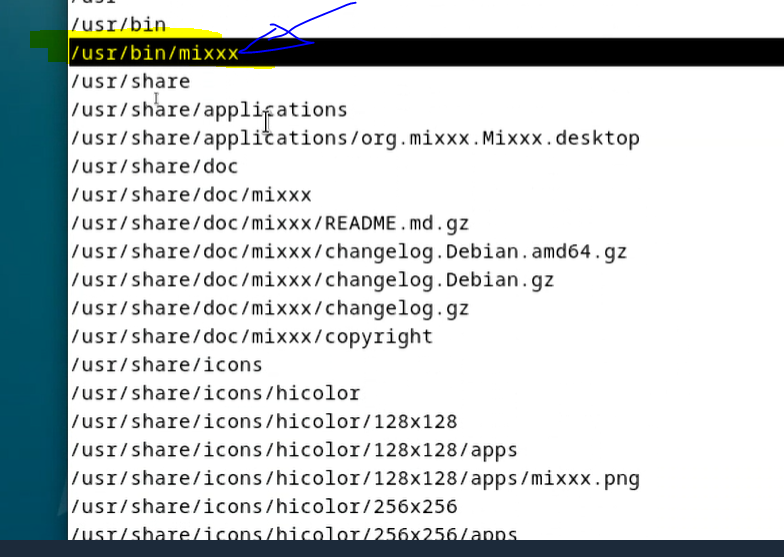 /usr/bin
/usr/bin/mixxx
/usr/share
/usr/share/applications
/usr/share/applications/org.mixxx.Mixxx.desktop
/usr/share/doc
/usr/share/doc/mixxx
/usr/share/doc/mixxx/README.md.gz
/usr/share/doc/mixxx/changelog.Debian.amd64.gz
/usr/share/doc/mixxx/changelog.Debian.gz
/usr/share/doc/mixxx/changelog.gz
/usr/share/doc/mixxx/copyright
/usr/share/icons
/usr/share/icons/hicolor
/usr/share/icons/hicolor/128x128
/usr/share/icons/hicolor/128x128/apps
/usr/share/icons/hicolor/128x128/apps/mixxx.png
/usr/share/icons/hicolor/256x256
/usr/share/icons/hicolor/256x256/apps